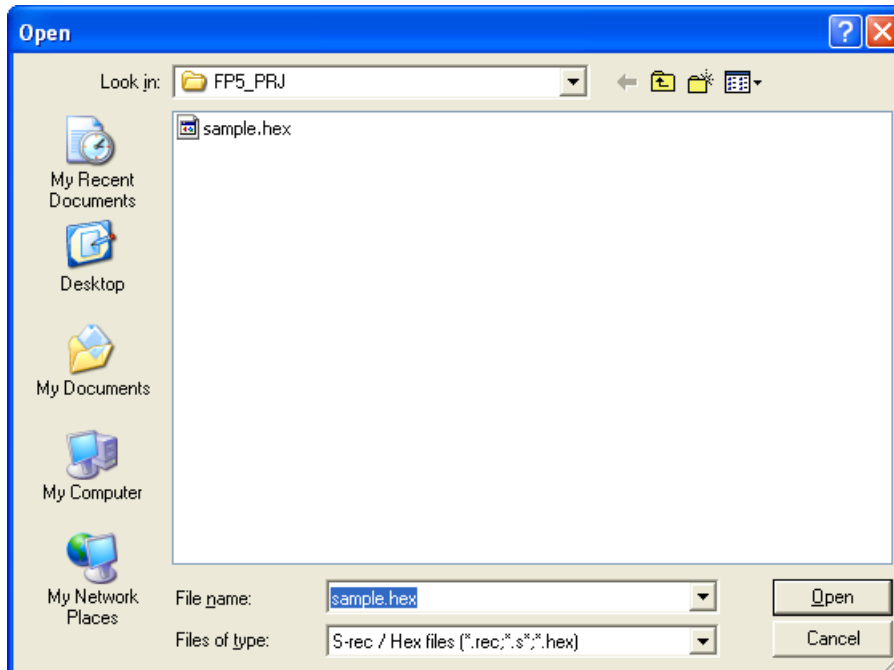 Open
Look in:
FP5_PRJ
sample.hex
My Recent
Documents
Desktop
My Documents
My Computer
My Network
Places
File name:
sample.hex
Open
Files of type:
S-rec / Hex files (*.rec;*.s*;*.hex)
Cancel